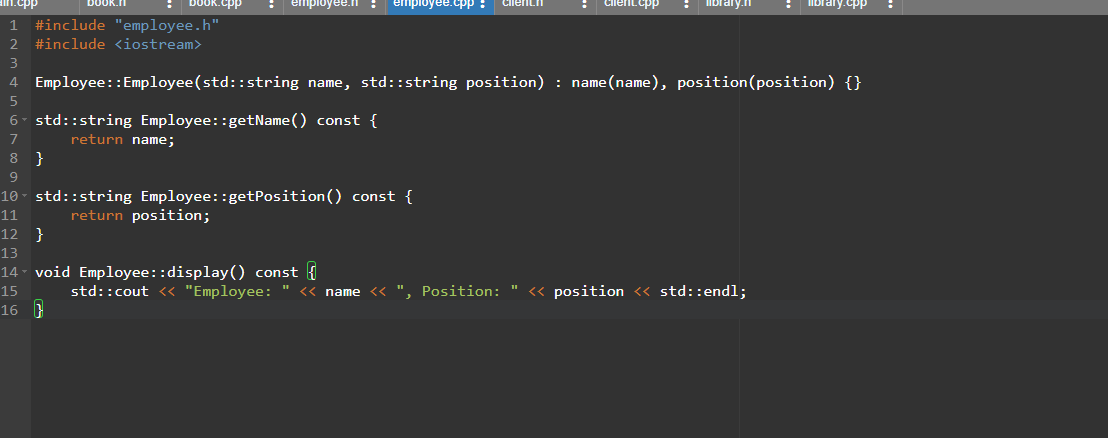 book.h book.cpp employee.h employee.cpp client.h client.cpp library.h library.cpp
1 #include "employee.h"
2 #include <iostream>
3
4 Employee::Employee(std::string name, std::string position) : name(name), position(position) {}
5
6 std::string Employee::getName() const {
7     return name;
8 }
9
10 std::string Employee::getPosition() const {
11     return position;
12 }
13
14 void Employee::display() const {
15     std::cout << "Employee: " << name << ", Position: " << position << std::endl;
16 }